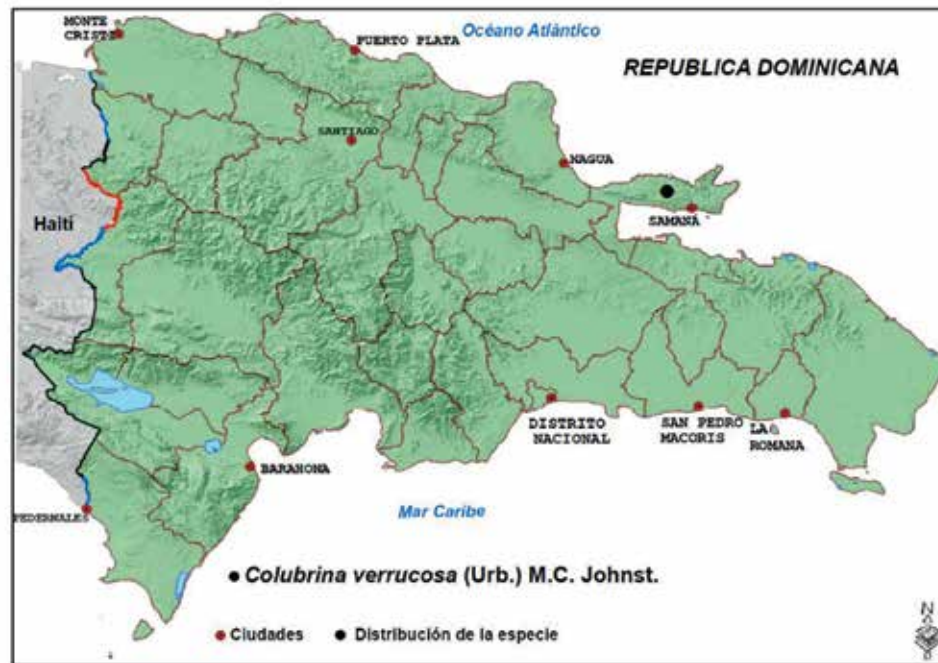 MONTE
CRISTI
PUERTO PLATA
Océano Atlántico
REPUBLICA DOMINICANA
SANTIAGO
NAGUA
Haití
SAMANÁ
DISTRITO
NACIONAL
SAN PEDRO
MACORIS
LA
ROMANA
BARAHONA
PEDERNALES
Mar Caribe
Colubrina verrucosa (Urb.) M.C. Johnst.
Ciudades
Distribución de la especie
N